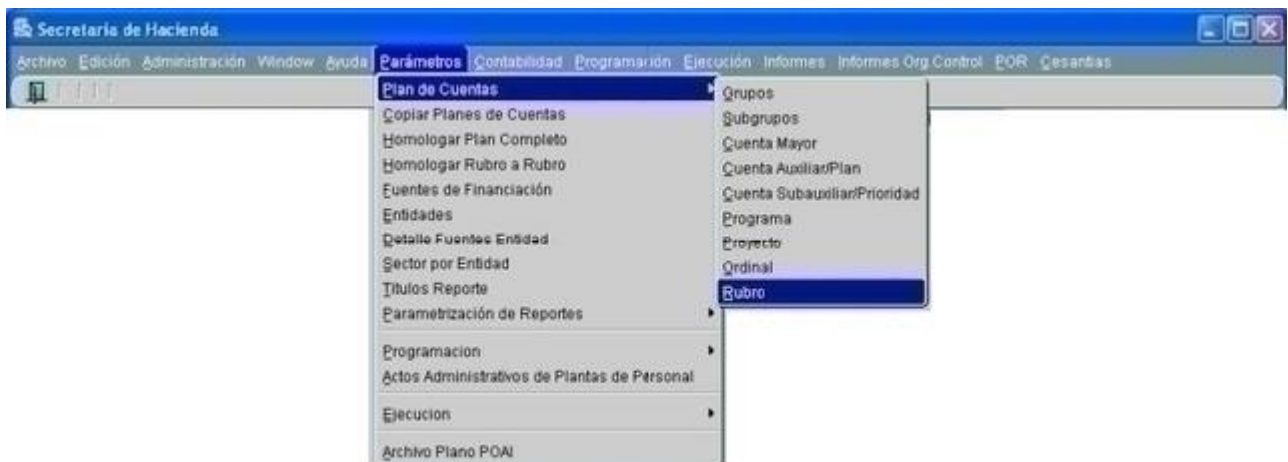 Secretaria de Hacienda
Archivo Edición Administración Window Ayuda Parámetros Contabilidad Programación Ejecución Informes Informes Org.Control POR Cesantias
Plan de Cuentas
Copiar Planes de Cuentas
Homologar Plan Completo
Homologar Rubro a Rubro
Fuentes de Financiación
Entidades
Detalle Fuentes Entidad
Sector por Entidad
Titulos Reporte
Parametrización de Reportes
Programacion
Actos Administrativos de Plantas de Personal
Ejecucion
Archivo Plano POAI
Grupos
Subgrupos
Cuenta Mayor
Cuenta Auxiliar/Plan
Cuenta Subauxiliar/Prioridad
Programa
Proyecto
Ordinal
Rubro